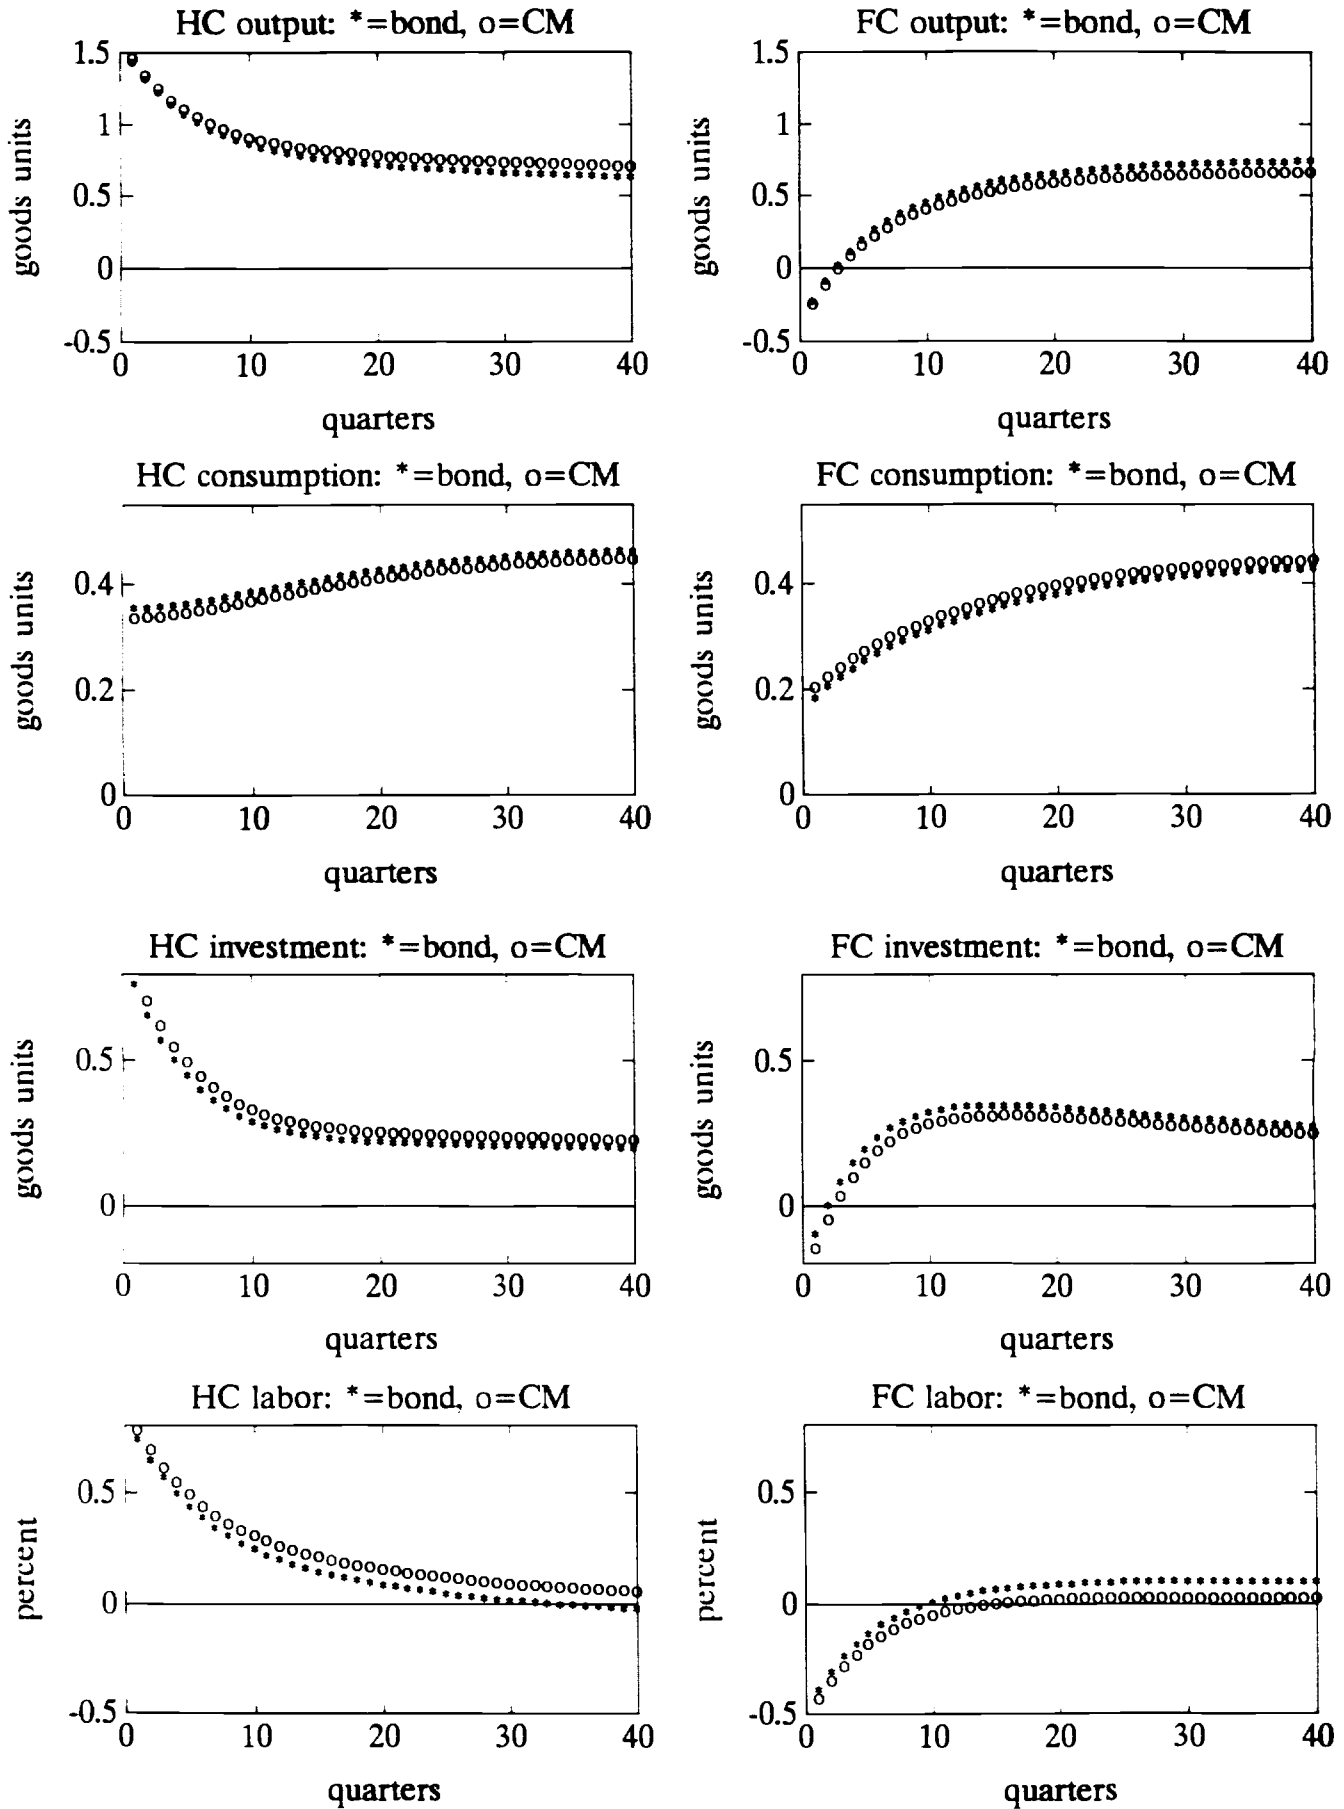 HC output: *=bond, o=CM
FC output: *=bond, o=CM
1.5
1
0.5
0
-0.5
goods units
0 10 20 30 40
quarters
1.5
1
0.5
0
-0.5
goods units
0 10 20 30 40
quarters
HC consumption: *=bond, o=CM
FC consumption: *=bond, o=CM
0.4
0.2
0
goods units
0 10 20 30 40
quarters
0.4
0.2
0
goods units
0 10 20 30 40
quarters
HC investment: *=bond, o=CM
FC investment: *=bond, o=CM
0.5
0
goods units
0 10 20 30 40
quarters
0.5
0
goods units
0 10 20 30 40
quarters
HC labor: *=bond, o=CM
FC labor: *=bond, o=CM
0.5
0
-0.5
percent
0 10 20 30 40
quarters
0.5
0
-0.5
percent
0 10 20 30 40
quarters